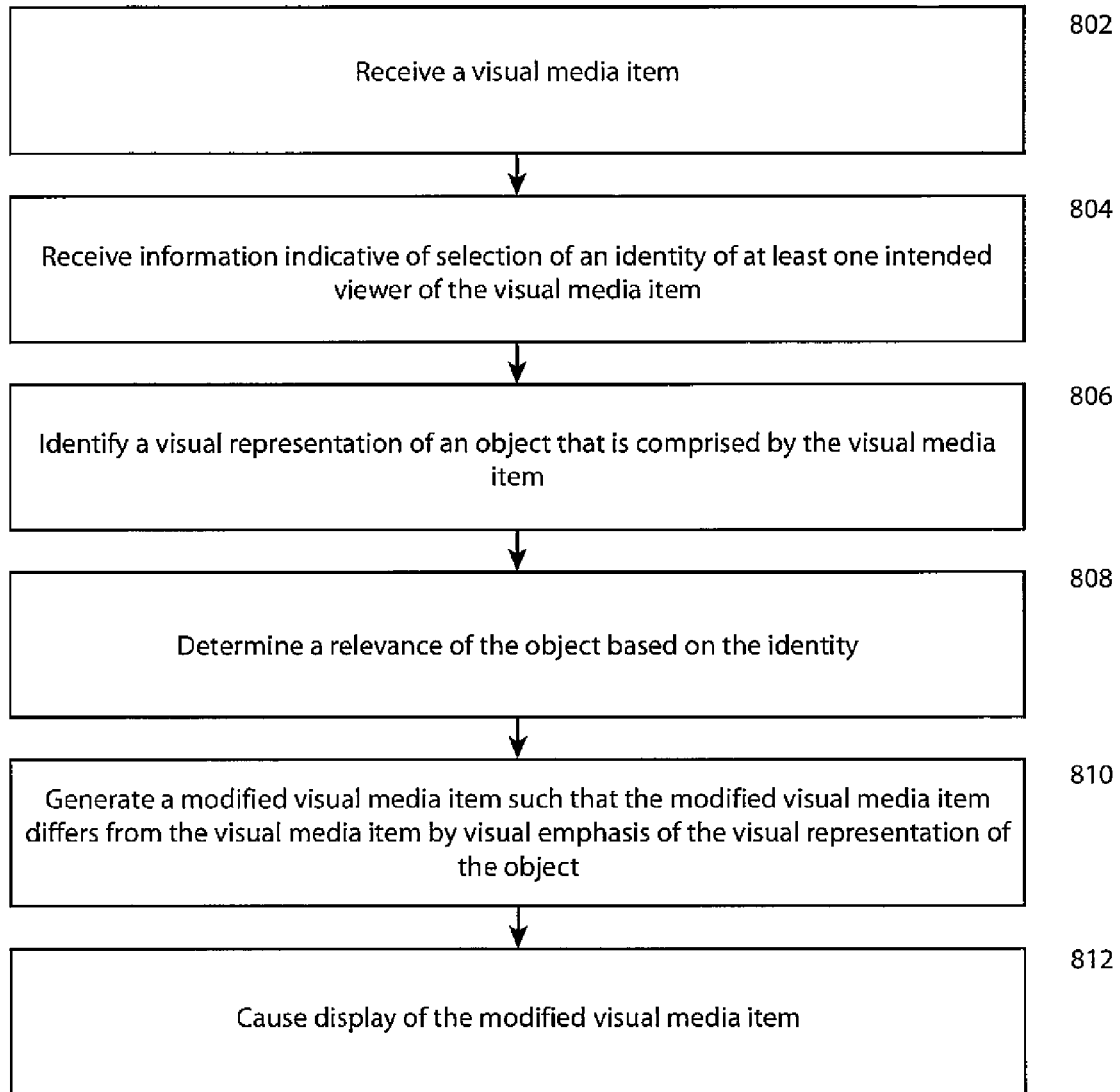 802
Receive a visual media item
804
Receive information indicative of selection of an identity of at least one intended
viewer of the visual media item
806
Identify a visual representation of an object that is comprised by the visual media
item
808
Determine a relevance of the object based on the identity
810
Generate a modified visual media item such that the modified visual media item
differs from the visual media item by visual emphasis of the visual representation of
the object
812
Cause display of the modified visual media item